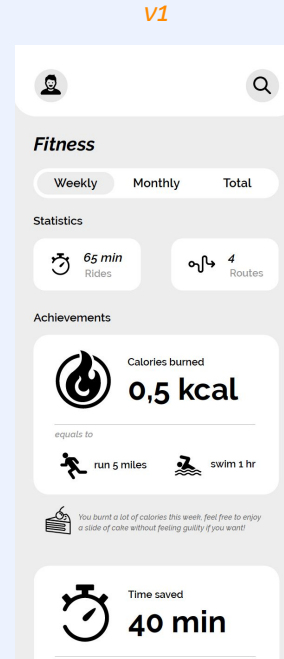 v1
Fitness
Weekly Monthly Total
Statistics
65 min 4
Rides Routes
Achievements
Calories burned
0,5 kcal
equals to
run 5 miles swim 1 hr
You burnt a lot of calories this week, feel free to enjoy
a slide of cake without feeling guility if you want!
Time saved
40 min